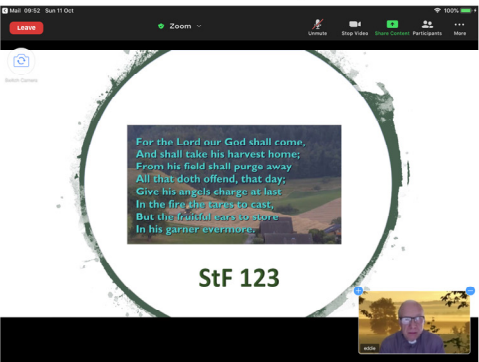 Mail 09:52 Sun 11 Oct
100%
Leave
Zoom
Unmute Stop Video Share Content Participants More
Switch Camera
For the Lord our God shall come,
And shall take his harvest home;
From his field shall purge away
All that doth offend, that day;
Give his angels charge at last
In the fire the tares to cast,
But the fruitful ears to store
In his garner evermore.
StF 123
eddie